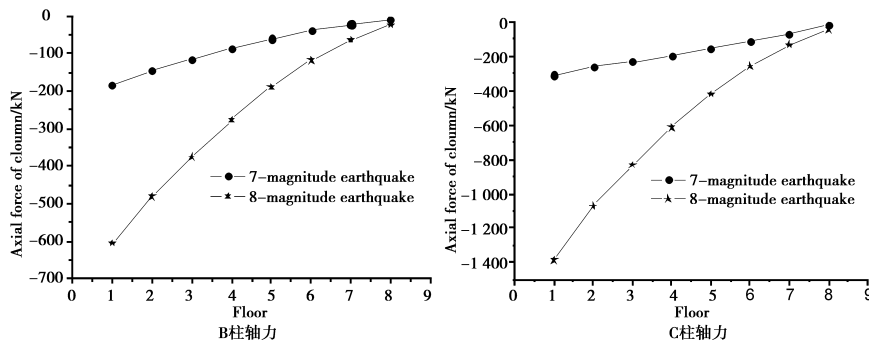 0
−100
−200
−300
−400
−500
−600
−700
Axial force of cloumn/kN
7−magnitude earthquake
8−magnitude earthquake
0 1 2 3 4 5 6 7 8 9
Floor
B柱轴力
0
−200
−400
−600
−800
−1 000
−1 200
−1 400
Axial force of cloumn/kN
7−magnitude earthquake
8−magnitude earthquake
0 1 2 3 4 5 6 7 8 9
Floor
C柱轴力